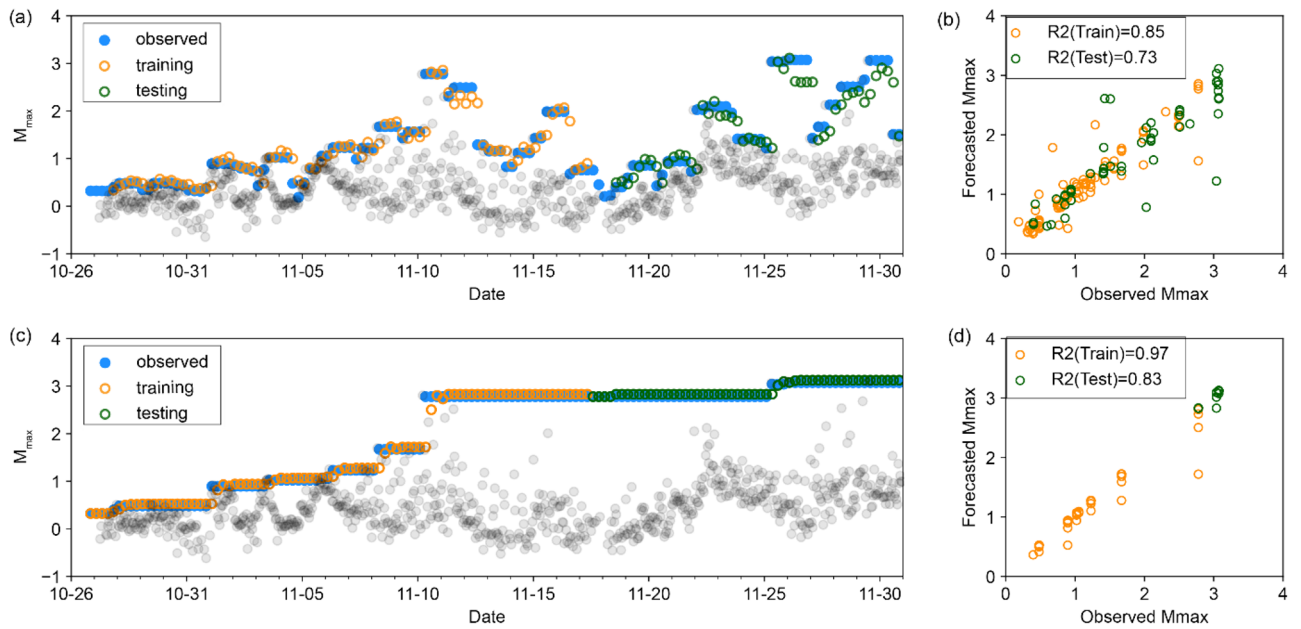 (a)
4
3
2
1
0
−1
Mmax
observed
training
testing
10-26
10-31
11-05
11-10
11-15
11-20
11-25
11-30
Date
(b)
4
3
2
1
0
Forecasted Mmax
R2(Train)=0.85
R2(Test)=0.73
0
1
2
3
4
Observed Mmax
(c)
4
3
2
1
0
−1
Mmax
observed
training
testing
10-26
10-31
11-05
11-10
11-15
11-20
11-25
11-30
Date
(d)
4
3
2
1
0
Forecasted Mmax
R2(Train)=0.97
R2(Test)=0.83
0
1
2
3
4
Observed Mmax